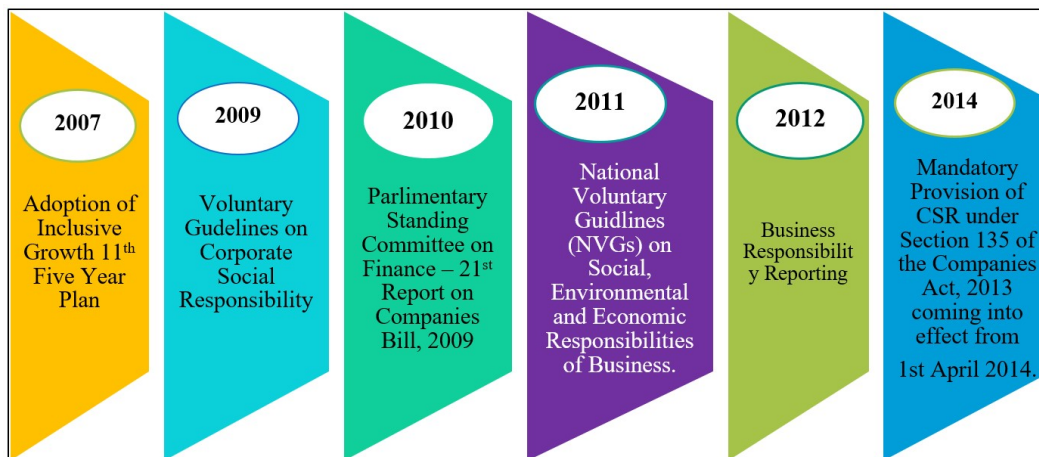 2007
Adoption of
Inclusive
Growth 11th
Five Year
Plan
2009
Voluntary
Gudelines on
Corporate
Social
Responsibility
2010
Parlimentary
Standing
Committee on
Finance – 21st
Report on
Companies
Bill, 2009
2011
National
Voluntary
Guidlines
(NVGs) on
Social,
Environmental
and Economic
Responsibilities
of Business.
2012
Business
Responsibilit
y Reporting
2014
Mandatory
Provision of
CSR under
Section 135 of
the Companies
Act, 2013
coming into
effect from
1st April 2014.